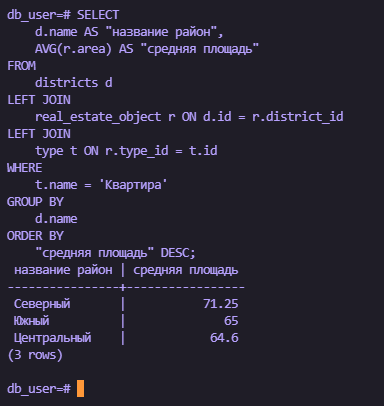 db_user=# SELECT
    d.name AS "название район",
    AVG(r.area) AS "средняя площадь"
FROM
    districts d
LEFT JOIN
    real_estate_object r ON d.id = r.district_id
LEFT JOIN
    type t ON r.type_id = t.id
WHERE
    t.name = 'Квартира'
GROUP BY
    d.name
ORDER BY
    "средняя площадь" DESC;
 название район | средняя площадь
----------------+-----------------
 Северный       |           71.25
 Южный          |              65
 Центральный    |            64.6
(3 rows)
db_user=#